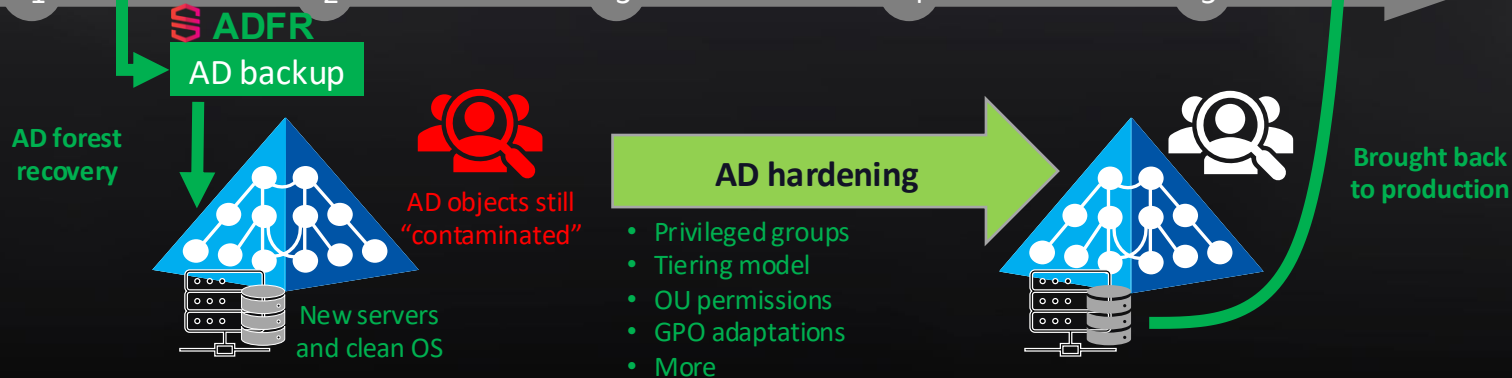 ADFR
AD backup
AD forest
recovery
AD objects still
“contaminated”
New servers
and clean OS
AD hardening
• Privileged groups
• Tiering model
• OU permissions
• GPO adaptations
• More
Brought back
to production